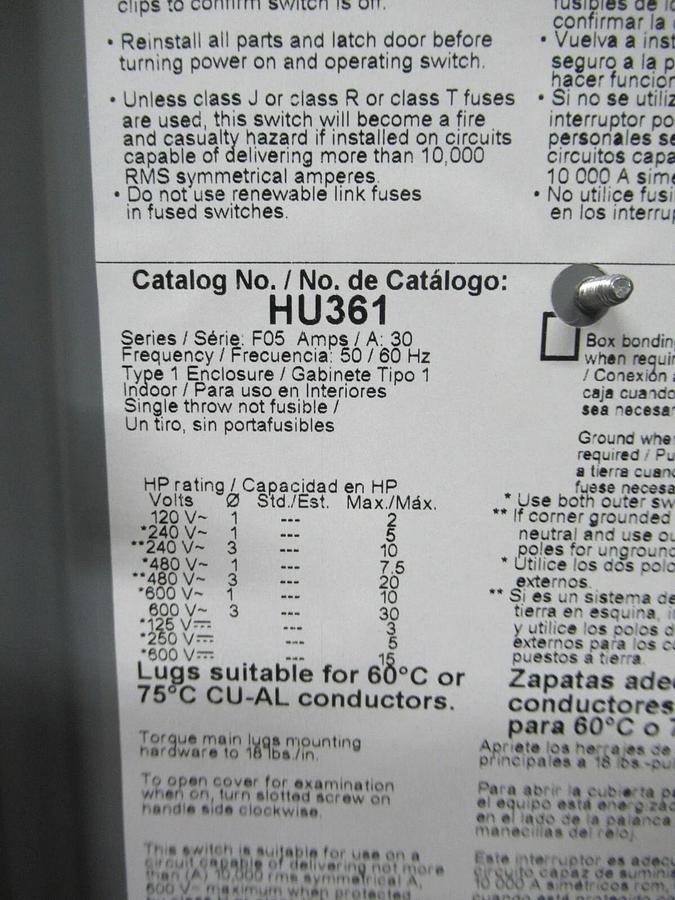 clips to confirm switch is off.
• Reinstall all parts and latch door before
turning power on and operating switch.
• Unless class J or class R or class T fuses
are used, this switch will become a fire
and casualty hazard if installed on circuits
capable of delivering more than 10,000
RMS symmetrical amperes.
• Do not use renewable link fuses
in fused switches.
fusibles de
confirmar la
• Vuelva a inst
seguro a la p
hacer funcion
• Si no se utiliz
interruptor po
personales se
circuitos capa
10 000 A sime
• No utilice fusi
en los interru
Catalog No. / No. de Catálogo:
HU361
Series / Série: F05 Amps / A: 30
Frequency / Frecuencia: 50 / 60 Hz
Type 1 Enclosure / Gabinete Tipo 1
Indoor / Para uso en Interiores
Single throw not fusible /
Un tiro, sin portafusibles
HP rating / Capacidad en HP
Volts Ø Std./Est. Max./Máx.
120 V~ 1 --- 2
*240 V~ 1 --- 5
**240 V~ 3 --- 10
*480 V~ 1 --- 7.5
**480 V~ 3 --- 20
*600 V~ 1 --- 10
600 V~ 3 --- 30
*125 V⎓ --- 3
*250 V⎓ --- 5
*600 V⎓ --- 15
Lugs suitable for 60°C or
75°C CU-AL conductors.
Torque main lugs mounting
hardware to 18 lbs./in.
To open cover for examination
when on, turn slotted screw on
handle side clockwise.
This switch is suitable for use on a
circuit capable of delivering not more
than (A) 10,000 rms symmetrical A,
600 V~ maximum when protected
Box bondin
when requir
/ Conexión a
caja cuando
sea necesar
Ground whe
required / Pu
a tierra cuand
fuese necesa
* Use both outer sw
** If corner grounded
neutral and use ou
poles for unground
* Utilice los dos polo
externos.
** Si es un sistema de
tierra en esquina, i
y utilice los polos d
externos para los co
puestos a tierra.
Zapatas ade
conductores
para 60°C o 7
Apriete los herrajes de
principales a 18 lbs.-pu
Para abrir la cubierta pa
el equipo está energizad
en el lado de la palanca
manecillas del reloj.
Este interruptor es adecu
circuito capaz de suminis
10 000 A simétricos rcm,